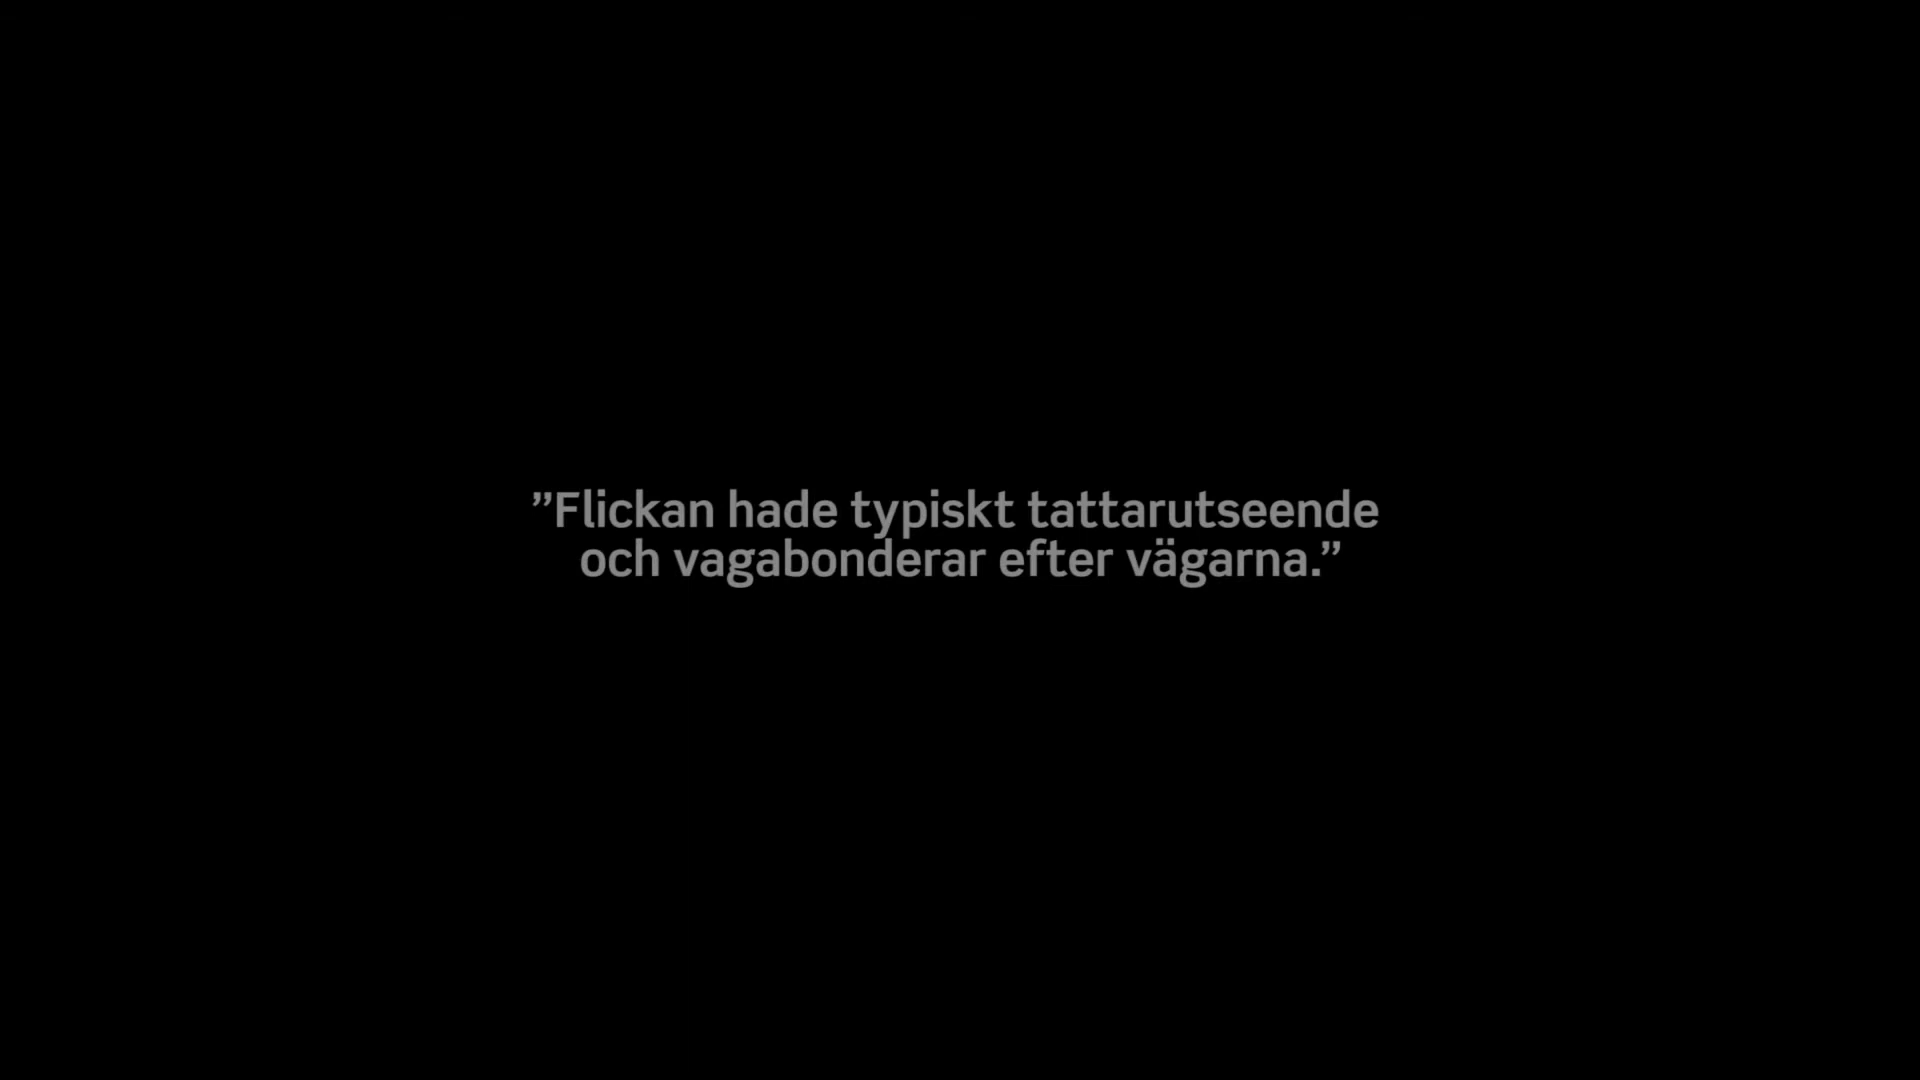 ”Flickan hade typiskt tattarutseende
och vagabonderar efter vägarna.”